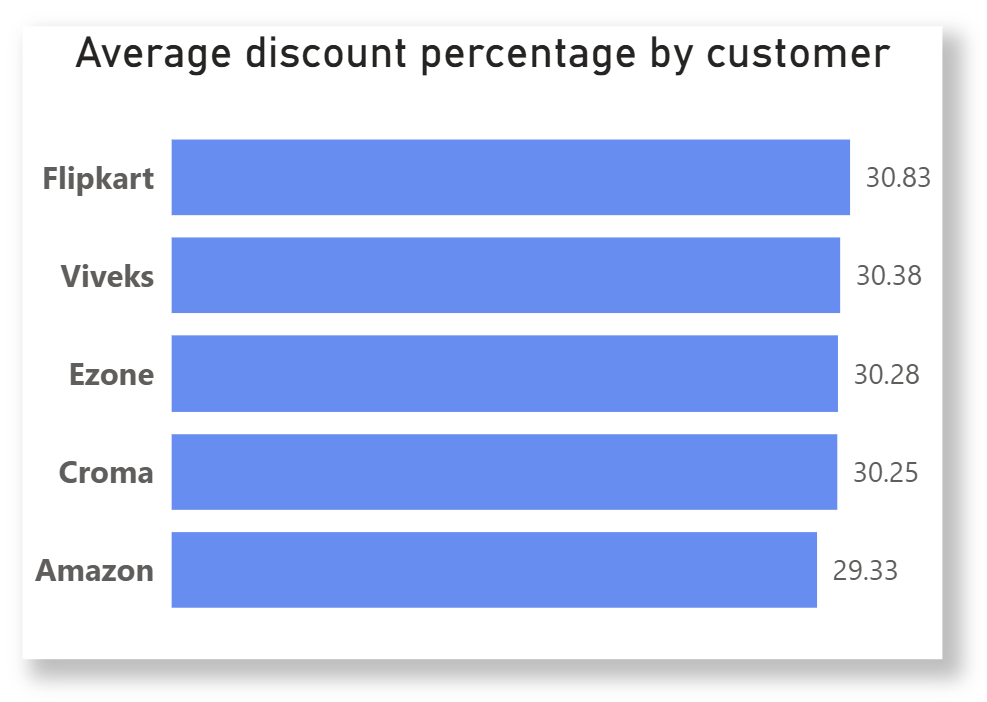 Average discount percentage by customer
Flipkart 30.83
Viveks 30.38
Ezone 30.28
Croma 30.25
Amazon 29.33